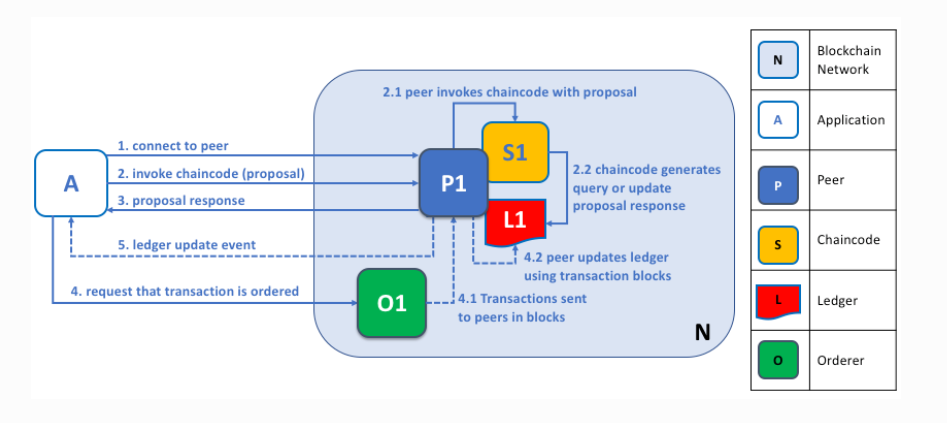 2.1 peer invokes chaincode with proposal
1. connect to peer
2. invoke chaincode (proposal)
3. proposal response
5. ledger update event
4. request that transaction is ordered
A
P1
S1
L1
O1
2.2 chaincode generates
query or update
proposal response
4.2 peer updates ledger
using transaction blocks
4.1 Transactions sent
to peers in blocks
N
N
Blockchain
Network
A
Application
P
Peer
S
Chaincode
L
Ledger
O
Orderer